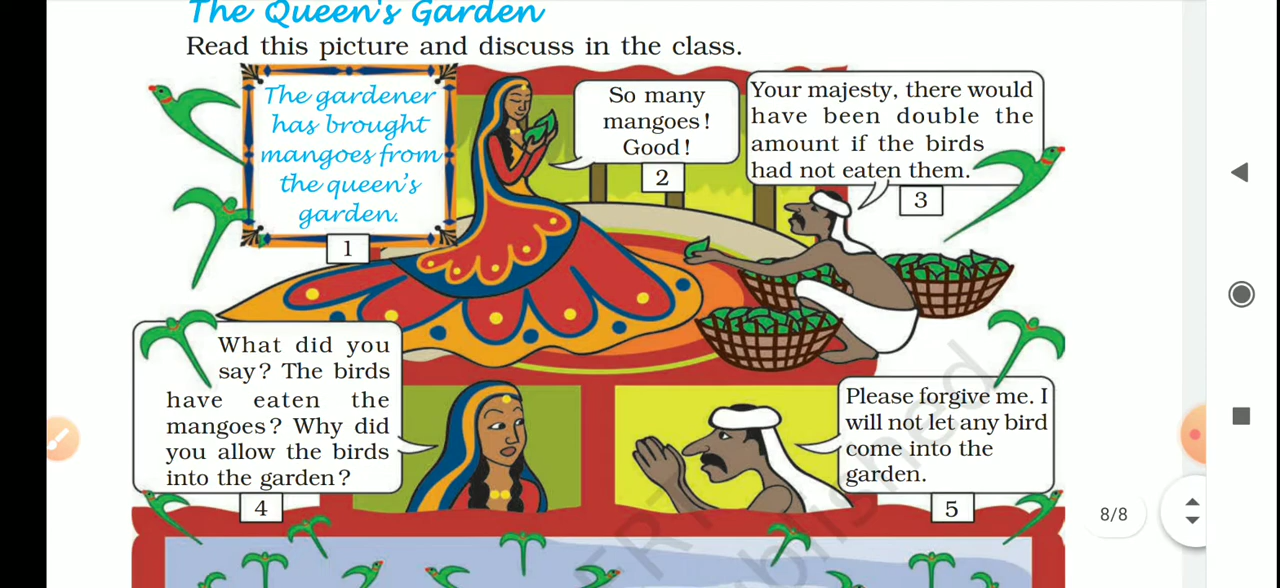 The Queen's Garden
Read this picture and discuss in the class.
The gardener
has brought
mangoes from
the queen's
garden.
1
So many
mangoes!
Good!
2
Your majesty, there would
have been double the
amount if the birds
had not eaten them.
3
What did you
say? The birds
have eaten the
mangoes? Why did
you allow the birds
into the garden?
4
Please forgive me. I
will not let any bird
come into the
garden.
5
8/8